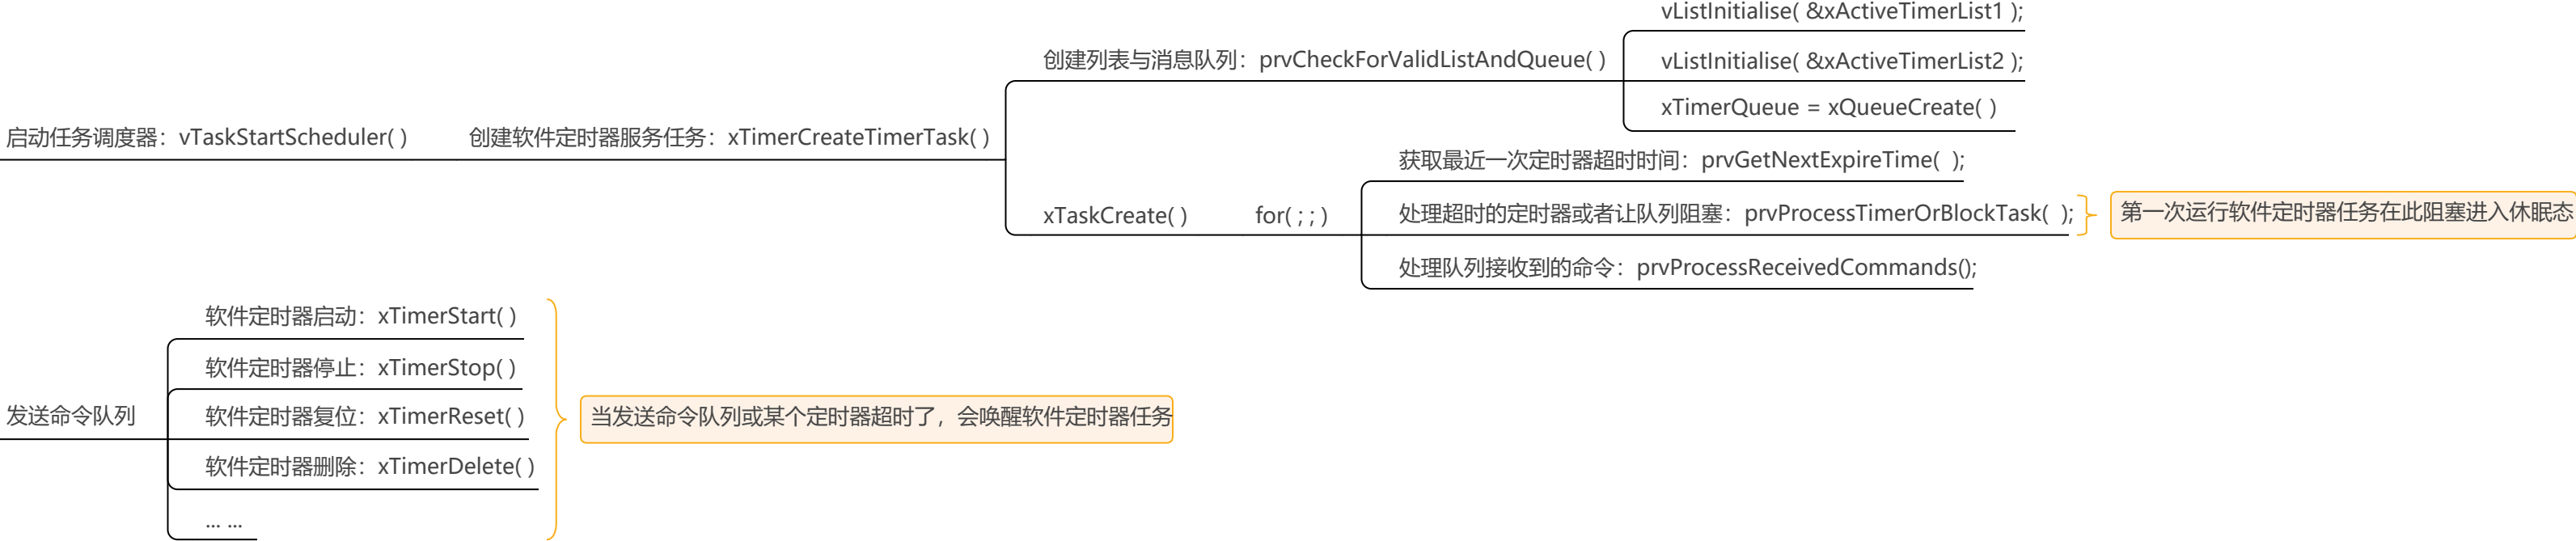 vListInitialise( &xActiveTimerList1 );
创建列表与消息队列：prvCheckForValidListAndQueue( )
vListInitialise( &xActiveTimerList2 );
xTimerQueue = xQueueCreate( )
启动任务调度器：vTaskStartScheduler( )
创建软件定时器服务任务：xTimerCreateTimerTask( )
获取最近一次定时器超时时间：prvGetNextExpireTime(  );
xTaskCreate( )
for( ; ; )
处理超时的定时器或者让队列阻塞：prvProcessTimerOrBlockTask(  );
第一次运行软件定时器任务在此阻塞进入休眠态
处理队列接收到的命令：prvProcessReceivedCommands();
软件定时器启动：xTimerStart( )
软件定时器停止：xTimerStop( )
发送命令队列
软件定时器复位：xTimerReset( )
当发送命令队列或某个定时器超时了，会唤醒软件定时器任务
软件定时器删除：xTimerDelete( )
... ...